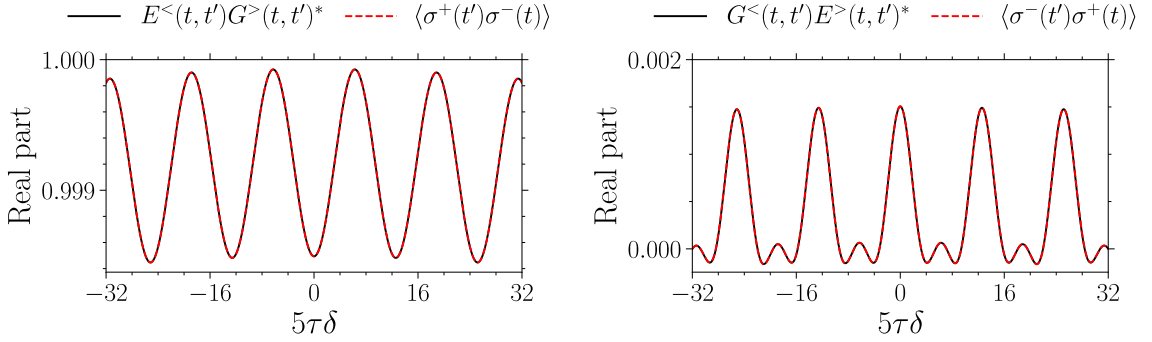 E^<(t, t′)G^>(t, t′)* ⟨σ⁺(t′)σ⁻(t)⟩
1.000
0.999
Real part
−32 −16 0 16 32
5τδ
G^<(t, t′)E^>(t, t′)* ⟨σ⁻(t′)σ⁺(t)⟩
0.002
0.000
Real part
−32 −16 0 16 32
5τδ